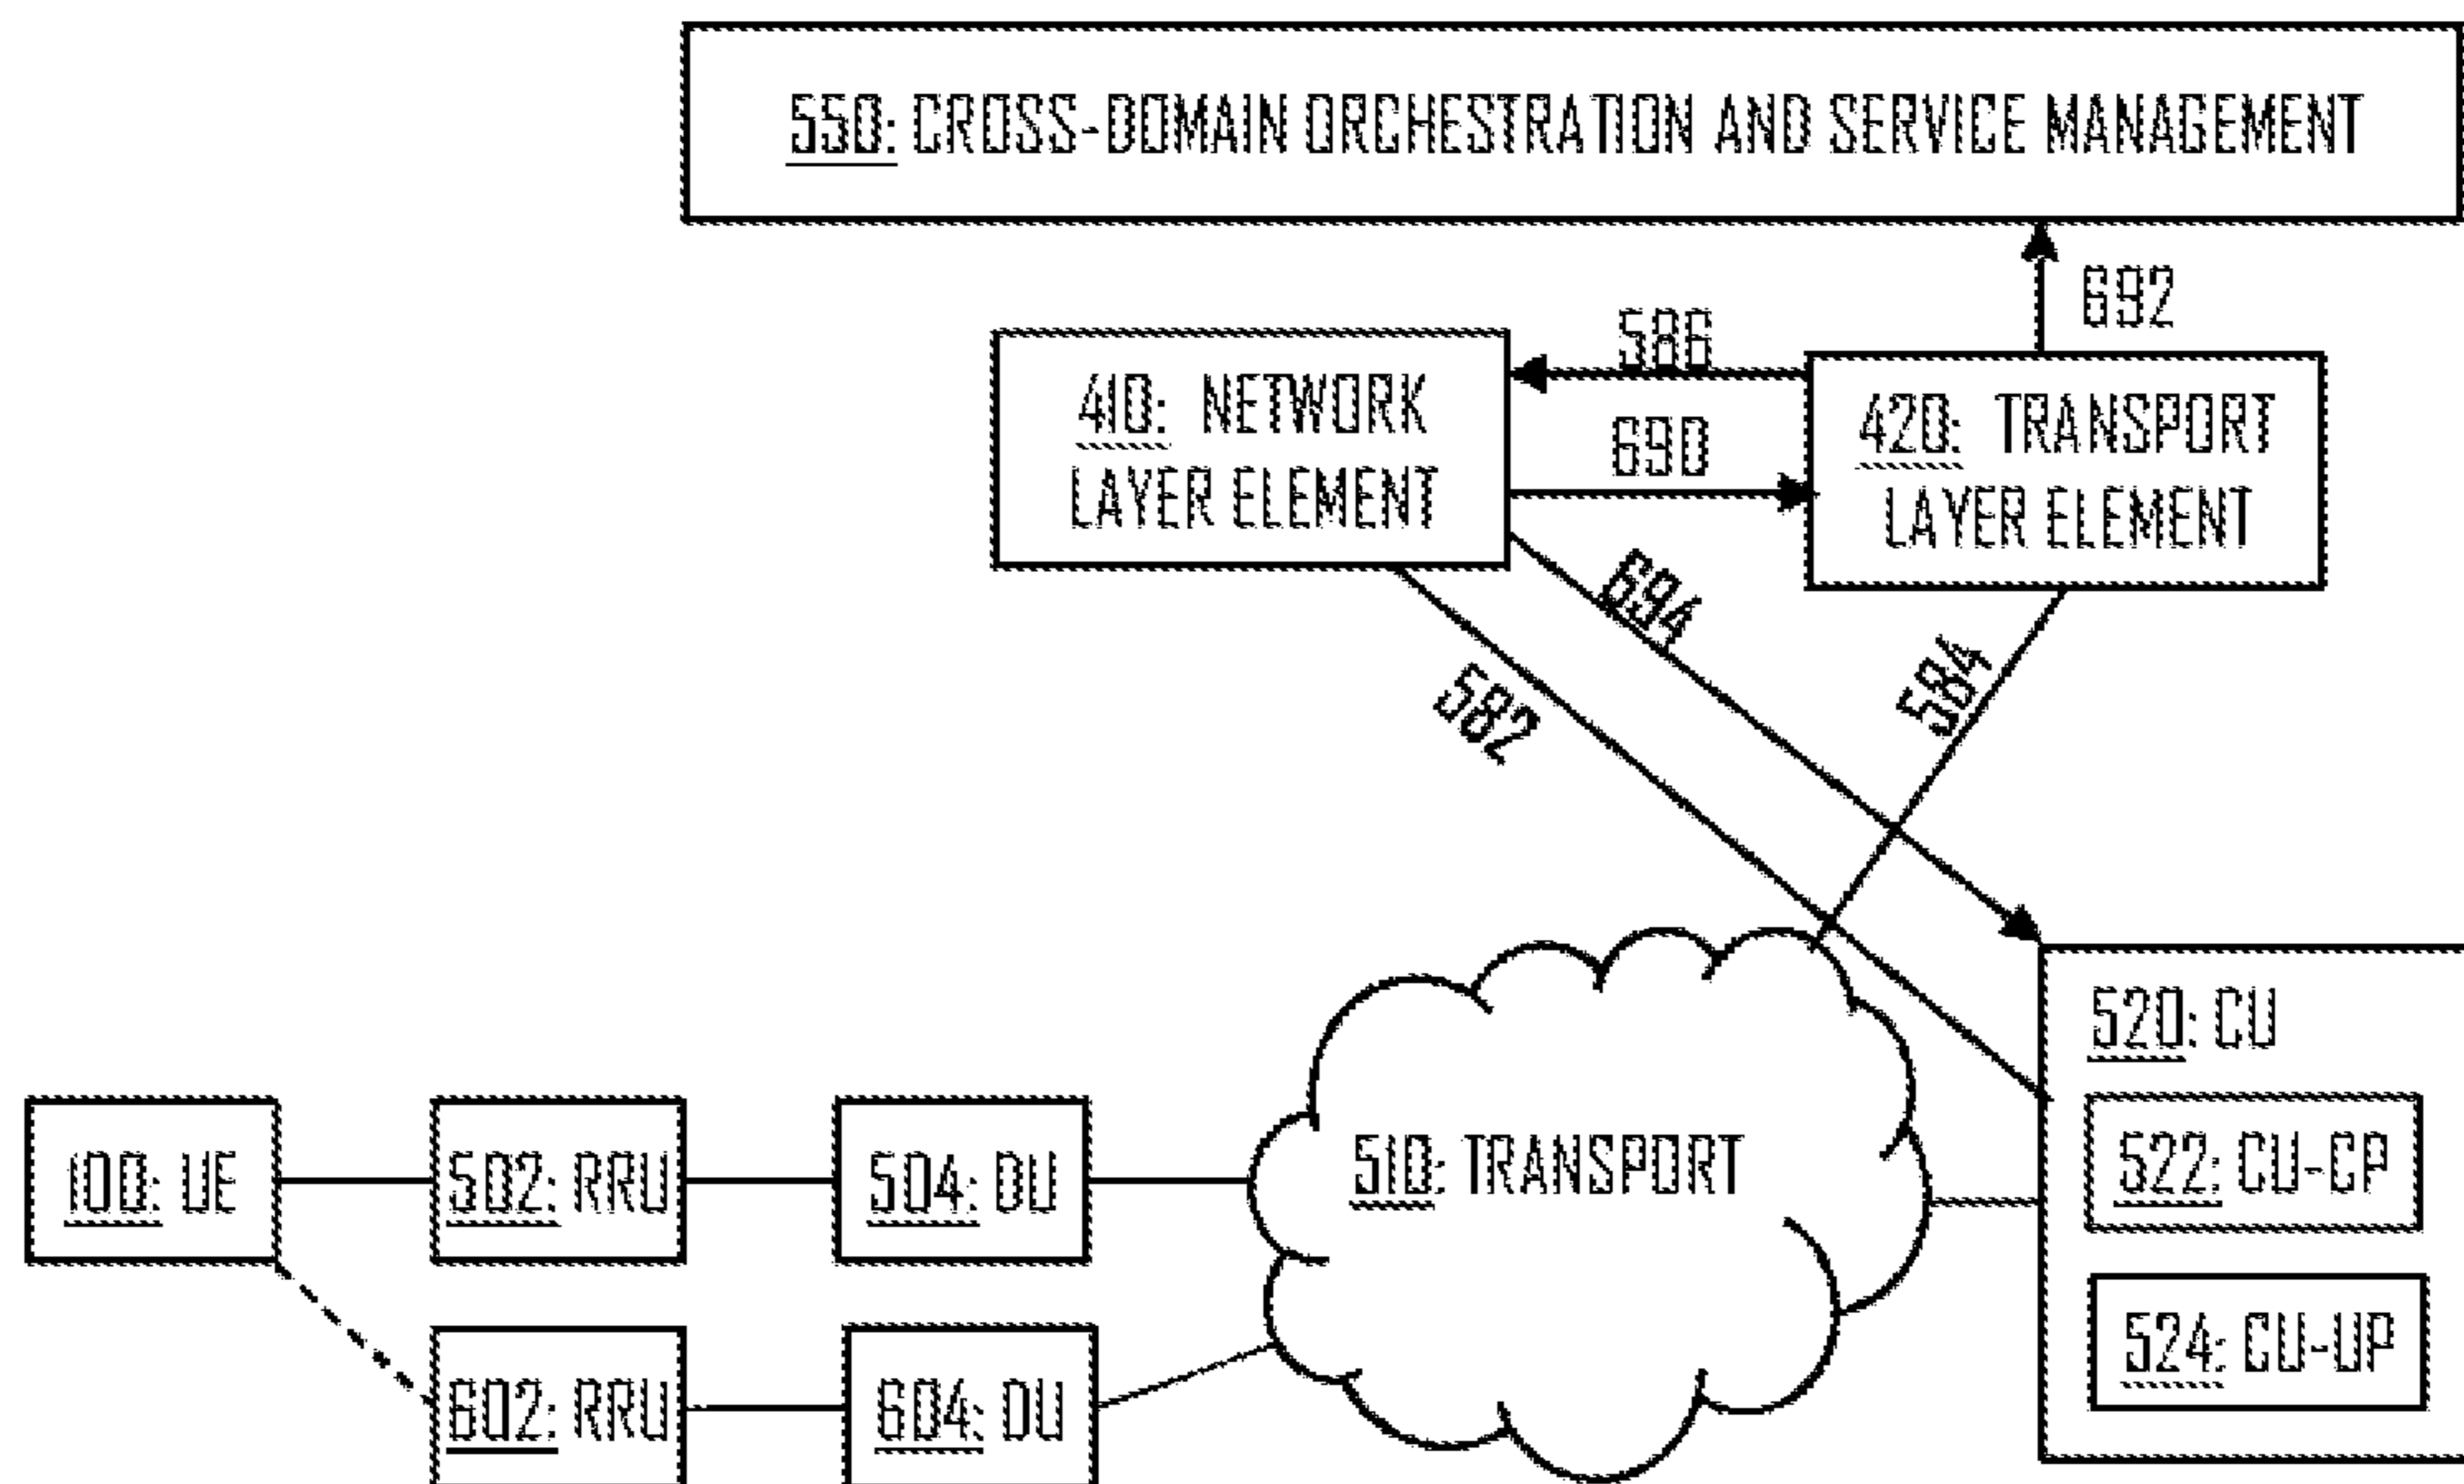 550: CROSS-DOMAIN ORCHESTRATION AND SERVICE MANAGEMENT
692
586
410: NETWORK
LAYER ELEMENT
690
420: TRANSPORT
LAYER ELEMENT
694
582
584
520: CU
100: UE
502: RRU
504: DU
510: TRANSPORT
522: CU-CP
524: CU-UP
602: RRU
604: DU